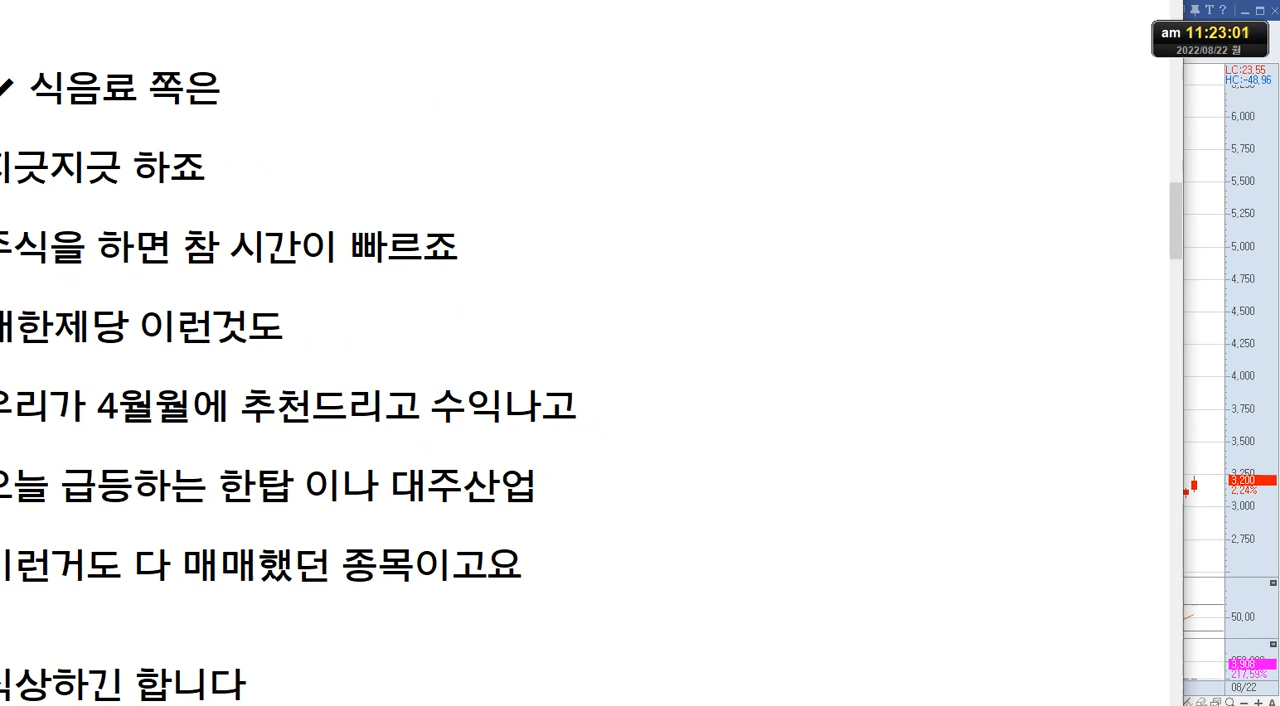 ✔ 식음료 쪽은
지긋지긋 하죠
주식을 하면 참 시간이 빠르죠
대한제당 이런것도
우리가 4월월에 추천드리고 수익나고
오늘 급등하는 한탑 이나 대주산업
이런거도 다 매매했던 종목이고요
식상하긴 합니다
T ?
am 11:23:01
2022/08/22 월
LC:23,55
HC:-48,96
6,000
5,750
5,500
5,250
5,000
4,750
4,500
4,250
4,000
3,750
3,500
3,250
3,200
2,24%
3,000
2,750
50,00
3,908
217,59%
08/22
A